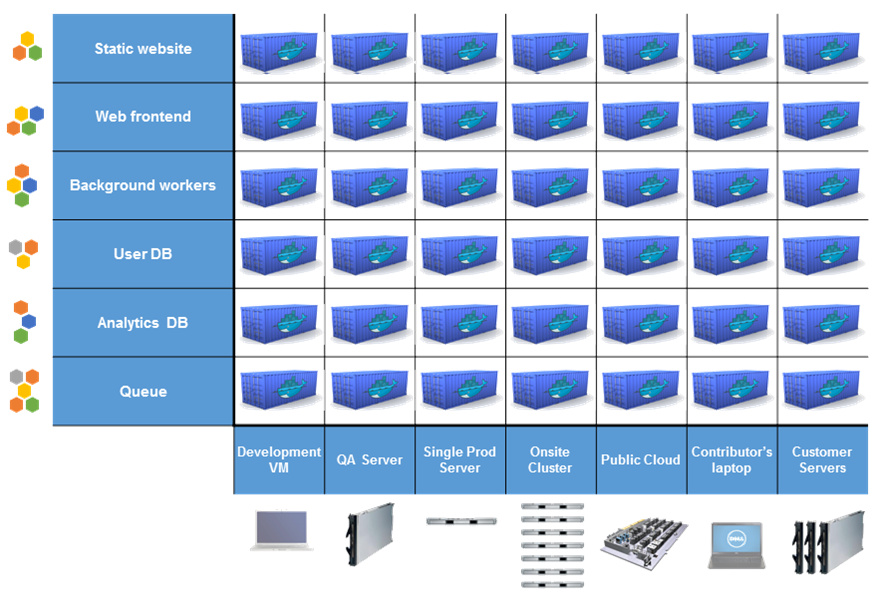 Static website
Web frontend
Background workers
User DB
Analytics DB
Queue
Development
VM
QA Server
Single Prod
Server
Onsite
Cluster
Public Cloud
Contributor's
laptop
Customer
Servers
DELL